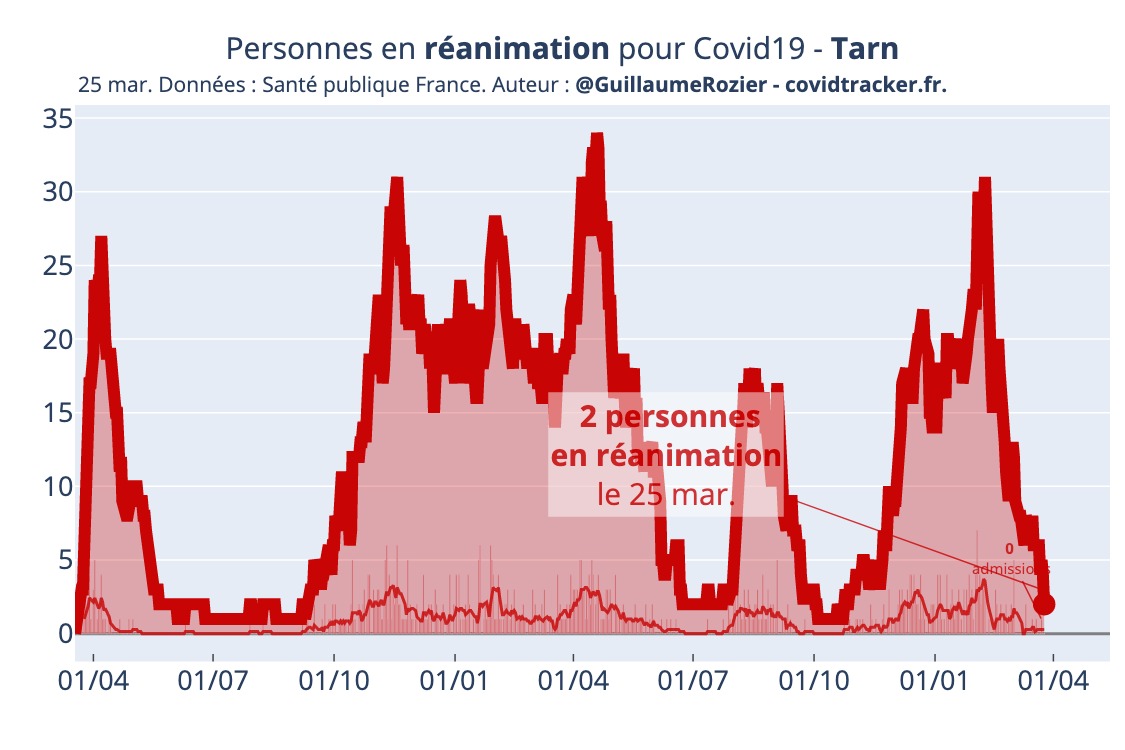 Personnes en réanimation pour Covid19 - Tarn
25 mar. Données : Santé publique France. Auteur : @GuillaumeRozier - covidtracker.fr.
35
30
25
20
15
10
5
0
2 personnes
en réanimation
le 25 mar.
0
admissions
01/04 01/07 01/10 01/01 01/04 01/07 01/10 01/01 01/04